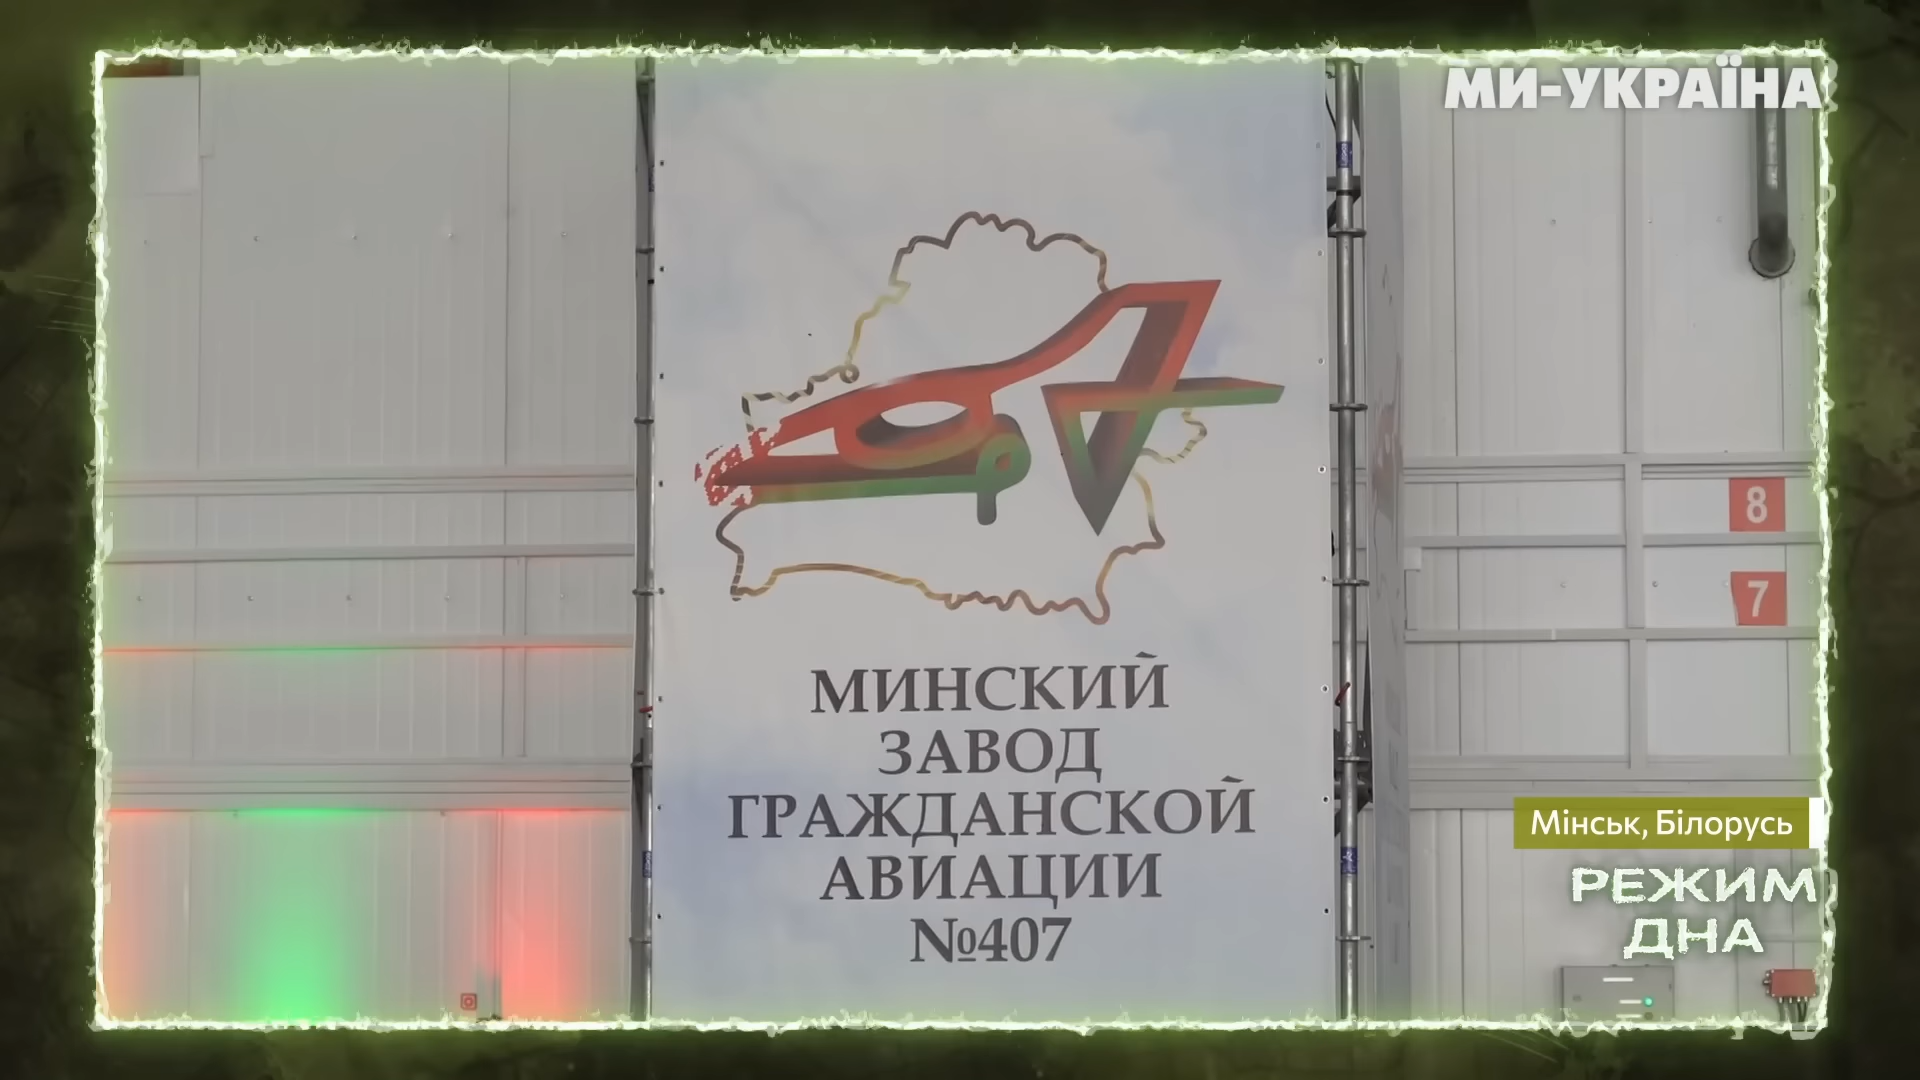 МИ-УКРАЇНА
МИНСКИЙ
ЗАВОД
ГРАЖДАНСКОЙ
АВИАЦИИ
№407
8
7
Мінськ, Білорусь
РЕЖИМ
ДНА